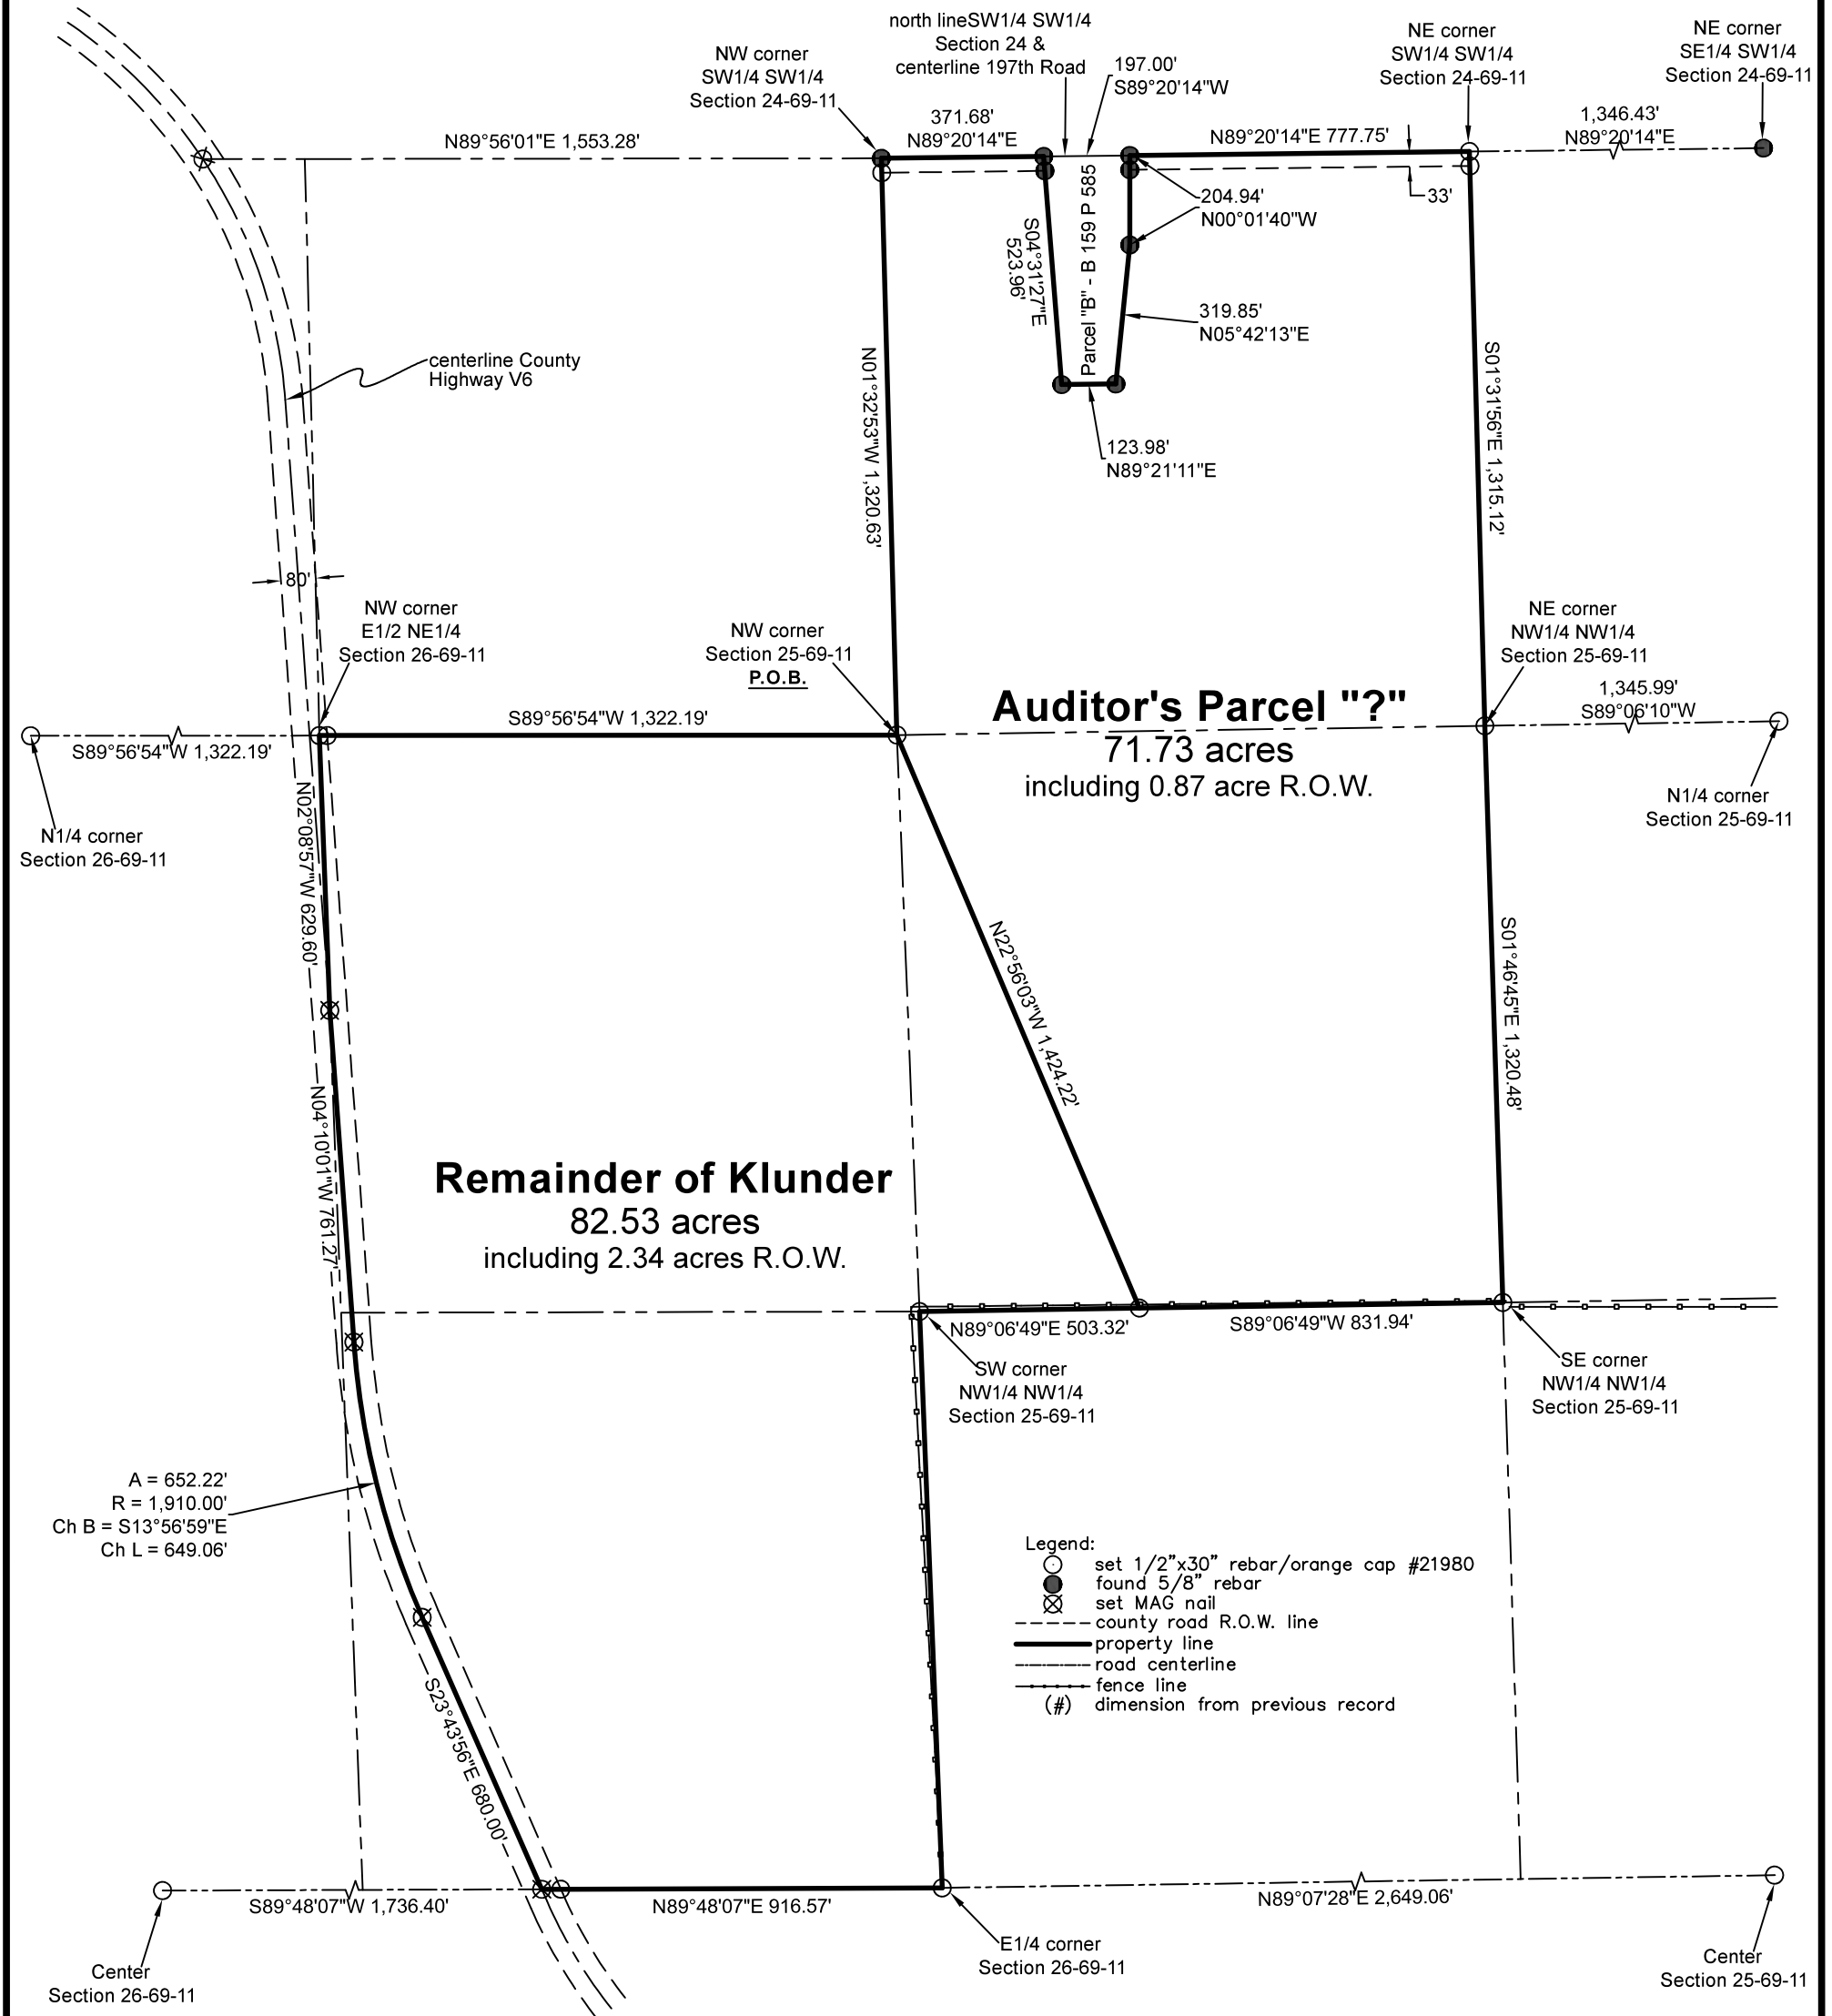 north lineSW1/4 SW1/4
Section 24 &
centerline 197th Road
NW corner
SW1/4 SW1/4
Section 24-69-11
197.00'
S89°20'14"W
NE corner
SW1/4 SW1/4
Section 24-69-11
NE corner
SE1/4 SW1/4
Section 24-69-11
N89°56'01"E 1,553.28'
371.68'
N89°20'14"E
N89°20'14"E 777.75'
1,346.43'
N89°20'14"E
33'
204.94'
N00°01'40"W
Parcel "B" - B 159 P 585
S04°31'27"E
523.96'
319.85'
N05°42'13"E
123.98'
N89°21'11"E
centerline County
Highway V6
N01°32'53"W 1,320.63'
S01°31'56"E 1,315.12'
80'
NW corner
E1/2 NE1/4
Section 26-69-11
NW corner
Section 25-69-11
P.O.B.
NE corner
NW1/4 NW1/4
Section 25-69-11
S89°56'54"W 1,322.19'
S89°56'54"W 1,322.19'
Auditor's Parcel "?"
71.73 acres
including 0.87 acre R.O.W.
1,345.99'
S89°06'10"W
N1/4 corner
Section 26-69-11
N1/4 corner
Section 25-69-11
N02°08'57"W 629.60'
N22°56'03"W 1,424.22'
S01°46'45"E 1,320.48'
N04°10'01"W 761.27'
Remainder of Klunder
82.53 acres
including 2.34 acres R.O.W.
N89°06'49"E 503.32'
S89°06'49"W 831.94'
SW corner
NW1/4 NW1/4
Section 25-69-11
SE corner
NW1/4 NW1/4
Section 25-69-11
A = 652.22'
R = 1,910.00'
Ch B = S13°56'59"E
Ch L = 649.06'
Legend:
set 1/2"x30" rebar/orange cap #21980
found 5/8" rebar
set MAG nail
county road R.O.W. line
property line
road centerline
fence line
(#) dimension from previous record
S23°43'56"E 680.00'
S89°48'07"W 1,736.40'
N89°48'07"E 916.57'
N89°07'28"E 2,649.06'
Center
Section 26-69-11
E1/4 corner
Section 26-69-11
Center
Section 25-69-11